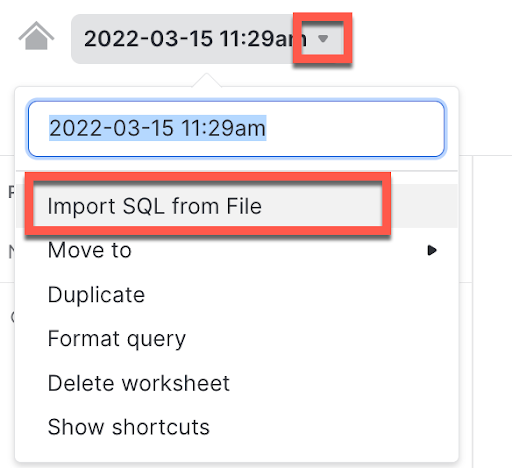 2022-03-15 11:29am
2022-03-15 11:29am
Import SQL from File
Move to
Duplicate
Format query
Delete worksheet
Show shortcuts